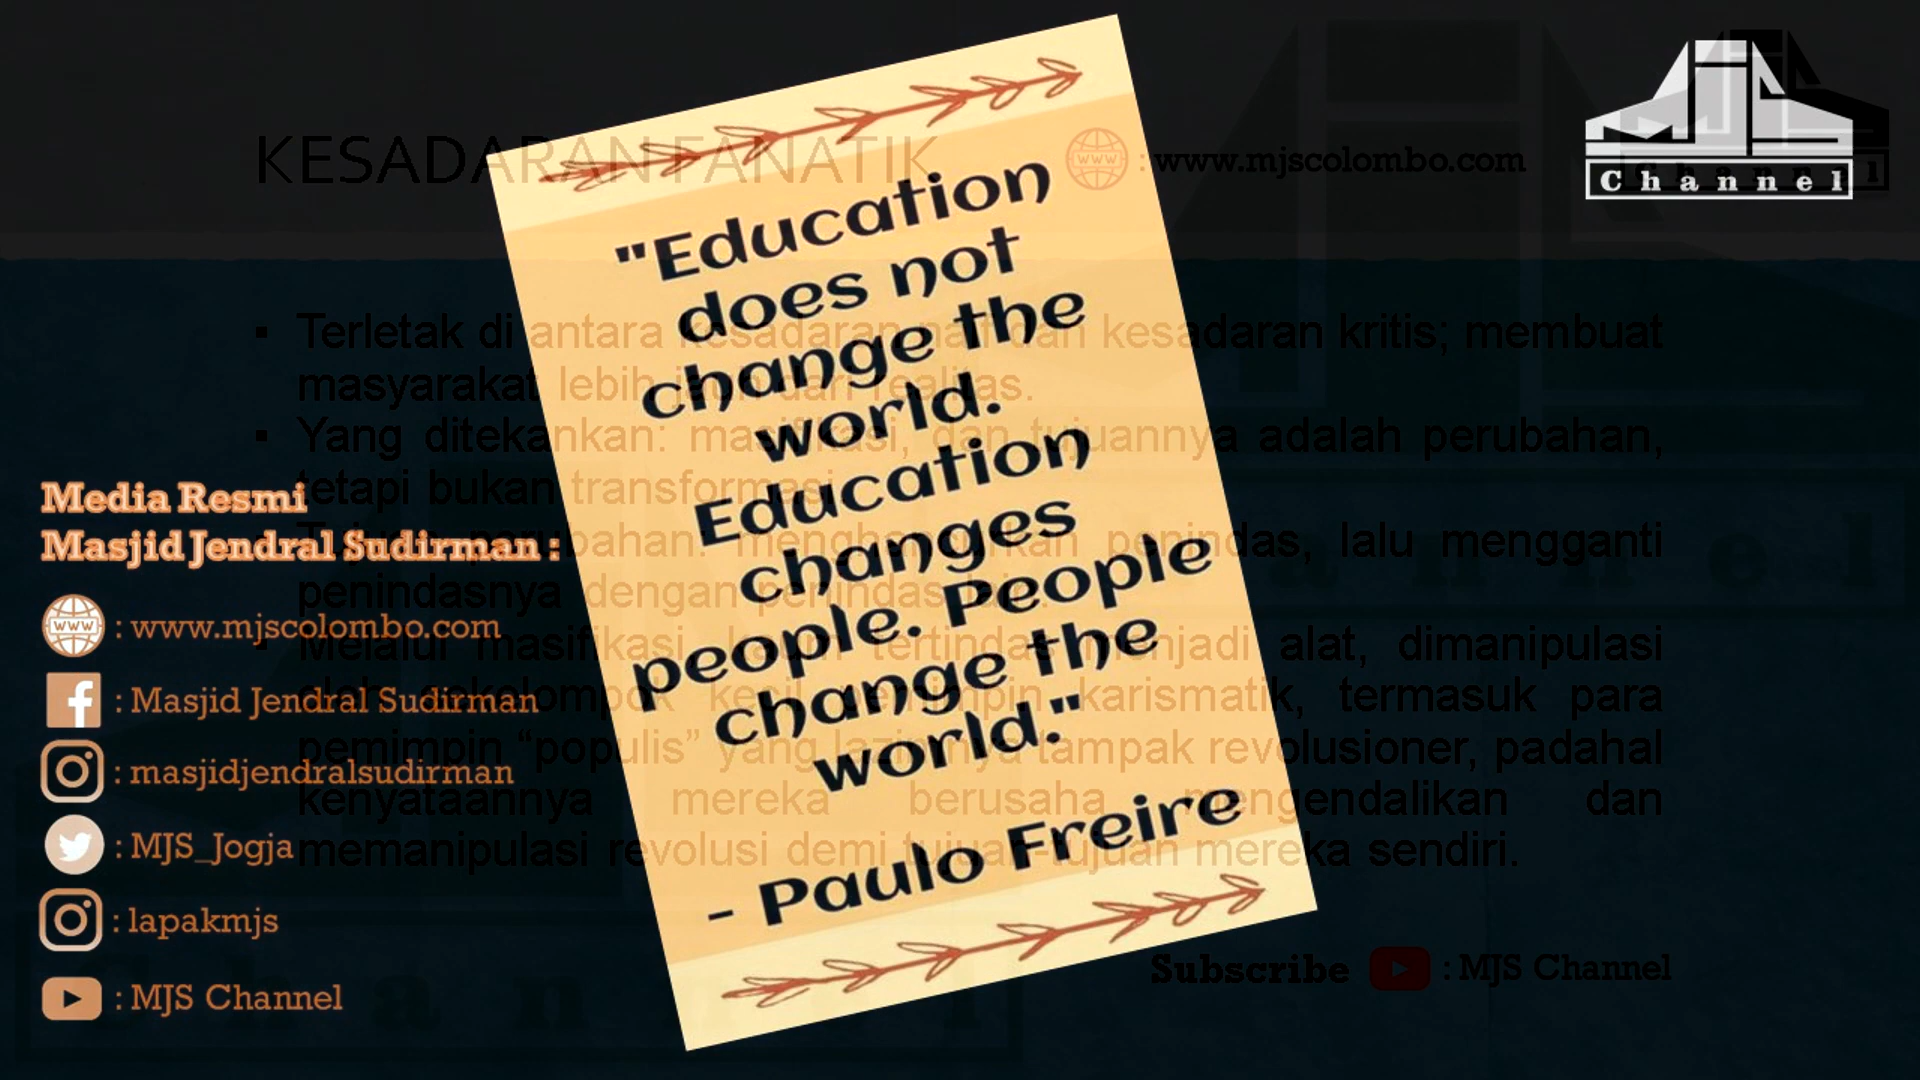 KESADARAN FANATIK
: www.mjscolombo.com
MJS
Channel
"Education
does not
change the
world.
Education
changes
people. People
change the
world."
- Paulo Freire
Terletak di antara kesadaran naif dan kesadaran kritis; membuat
masyarakat lebih jauh dari realitas.
Yang ditekankan: masifikasi, dan tujuannya adalah perubahan,
tetapi bukan transformasi.
Tujuan perubahan: penindas, lalu mengganti
penindasnya dengan penindas
Melalui masifikasi, tertindas menjadi alat, dimanipulasi
oleh sekelompok kecil pemimpin karismatik, termasuk para
pemimpin “populis” yang lazimnya tampak revolusioner, padahal
kenyataannya mereka berusaha mengendalikan dan
memanipulasi revolusi demi tujuan-tujuan mereka sendiri.
Media Resmi
Masjid Jendral Sudirman :
www : www.mjscolombo.com
: Masjid Jendral Sudirman
: masjidjendralsudirman
: MJS_Jogja
: lapakmjs
: MJS Channel
Subscribe : MJS Channel